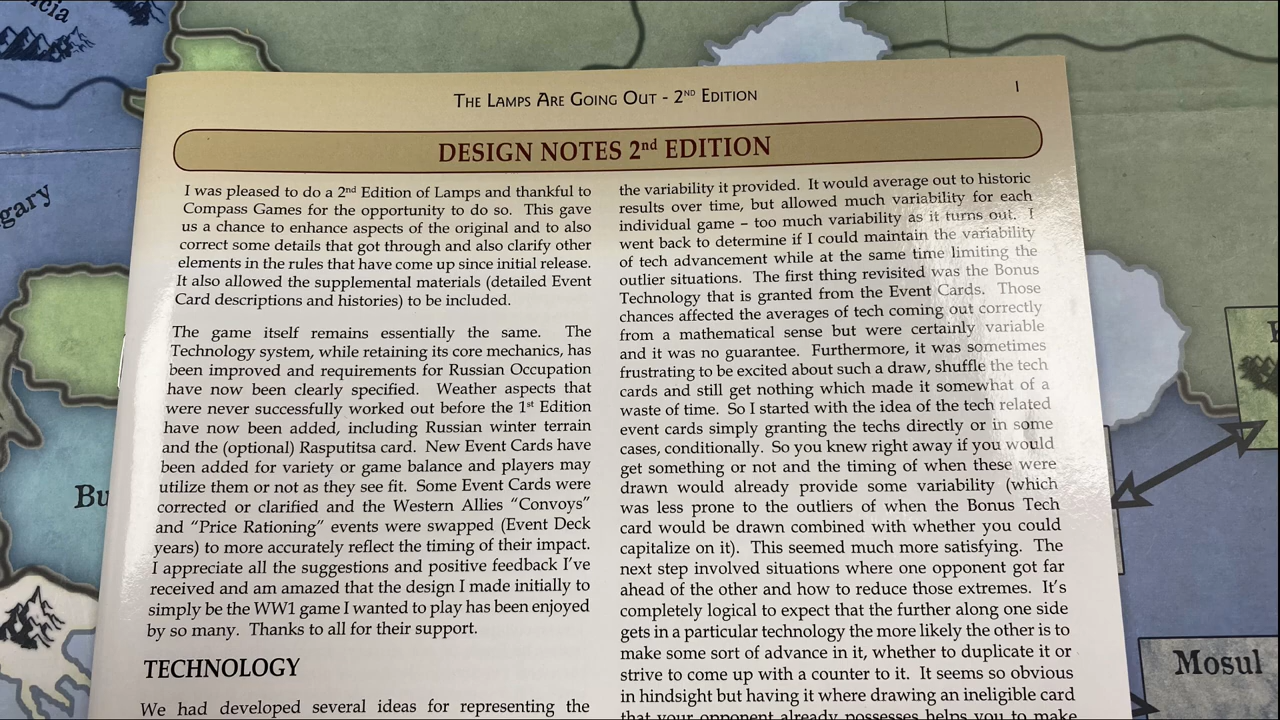 THE LAMPS ARE GOING OUT - 2ND EDITION
1
DESIGN NOTES 2nd EDITION
I was pleased to do a 2nd Edition of Lamps and thankful to
Compass Games for the opportunity to do so. This gave
us a chance to enhance aspects of the original and to also
correct some details that got through and also clarify other
elements in the rules that have come up since initial release.
It also allowed the supplemental materials (detailed Event
Card descriptions and histories) to be included.
The game itself remains essentially the same. The
Technology system, while retaining its core mechanics, has
been improved and requirements for Russian Occupation
have now been clearly specified. Weather aspects that
were never successfully worked out before the 1st Edition
have now been added, including Russian winter terrain
and the (optional) Rasputitsa card. New Event Cards have
been added for variety or game balance and players may
utilize them or not as they see fit. Some Event Cards were
corrected or clarified and the Western Allies "Convoys"
and "Price Rationing" events were swapped (Event Deck
years) to more accurately reflect the timing of their impact.
I appreciate all the suggestions and positive feedback I've
received and am amazed that the design I made initially to
simply be the WW1 game I wanted to play has been enjoyed
by so many. Thanks to all for their support.
TECHNOLOGY
We had developed several ideas for representing the
the variability it provided. It would average out to historic
results over time, but allowed much variability for each
individual game – too much variability as it turns out. I
went back to determine if I could maintain the variability
of tech advancement while at the same time limiting the
outlier situations. The first thing revisited was the Bonus
Technology that is granted from the Event Cards. Those
chances affected the averages of tech coming out correctly
from a mathematical sense but were certainly variable
and it was no guarantee. Furthermore, it was sometimes
frustrating to be excited about such a draw, shuffle the tech
cards and still get nothing which made it somewhat of a
waste of time. So I started with the idea of the tech related
event cards simply granting the techs directly or in some
cases, conditionally. So you knew right away if you would
get something or not and the timing of when these were
drawn would already provide some variability (which
was less prone to the outliers of when the Bonus Tech
card would be drawn combined with whether you could
capitalize on it). This seemed much more satisfying. The
next step involved situations where one opponent got far
ahead of the other and how to reduce those extremes. It's
completely logical to expect that the further along one side
gets in a particular technology the more likely the other is to
make some sort of advance in it, whether to duplicate it or
strive to come up with a counter to it. It seems so obvious
in hindsight but having it where drawing an ineligible card
that your opponent already possesses helps you to make
cia
gary
Bu
Mosul